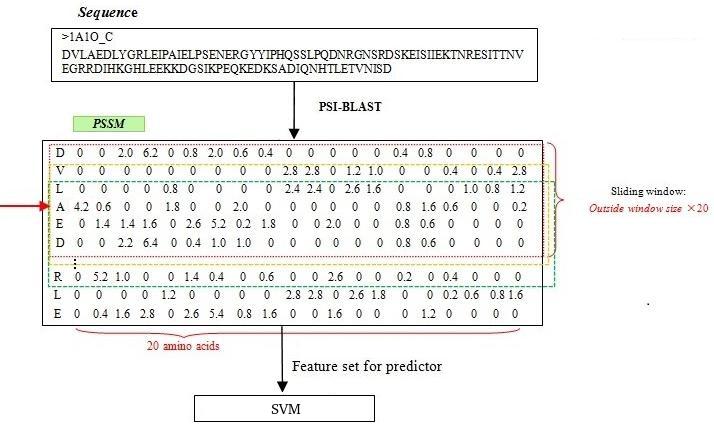 Sequence
>1A1O_C
DVLAEDLYGRLEIPAIELPSENERGYYIPHQSSLPQDNRGNSRDSKEISIIEKTNRESITTNV
EGRRDIHKGHLEEKKDGSIKPEQKEDKSADIQNHTLETVNISD
PSI-BLAST
PSSM
D 0 0 2.0 6.2 0 0.8 2.0 0.6 0.4 0 0 0 0 0 0.4 0.8 0 0 0 0
V 0 0 0 0 0 0 0 0 0 2.8 2.8 0 1.2 1.0 0 0 0.4 0 0.4 2.8
L 0 0 0 0 0.8 0 0 0 0 2.4 2.4 0 2.6 1.6 0 0 0 1.0 0.8 1.2
A 4.2 0.6 0 0 1.8 0 0 2.0 0 0 0 0 0 0 0.8 1.6 0.6 0 0 0.2
E 0 1.4 1.4 1.6 0 2.6 5.2 0.2 1.8 0 0 2.0 0 0 0.8 0.6 0 0 0 0
D 0 0 2.2 6.4 0 0.4 1.0 1.0 0 0 0 0 0 0 0.8 0.6 0 0 0 0
R 0 5.2 1.0 0 0 1.4 0.4 0 0.6 0 0 2.6 0 0 0.2 0 0.4 0 0 0
L 0 0 0 0 1.2 0 0 0 0 2.8 2.8 0 2.6 1.8 0 0 0.2 0.6 0.8 1.6
E 0 0.4 1.6 2.8 0 2.6 5.4 0.8 1.6 0 0 1.6 0 0 0 1.2 0 0 0 0
Sliding window:
Outside window size ×20
20 amino acids
Feature set for predictor
SVM